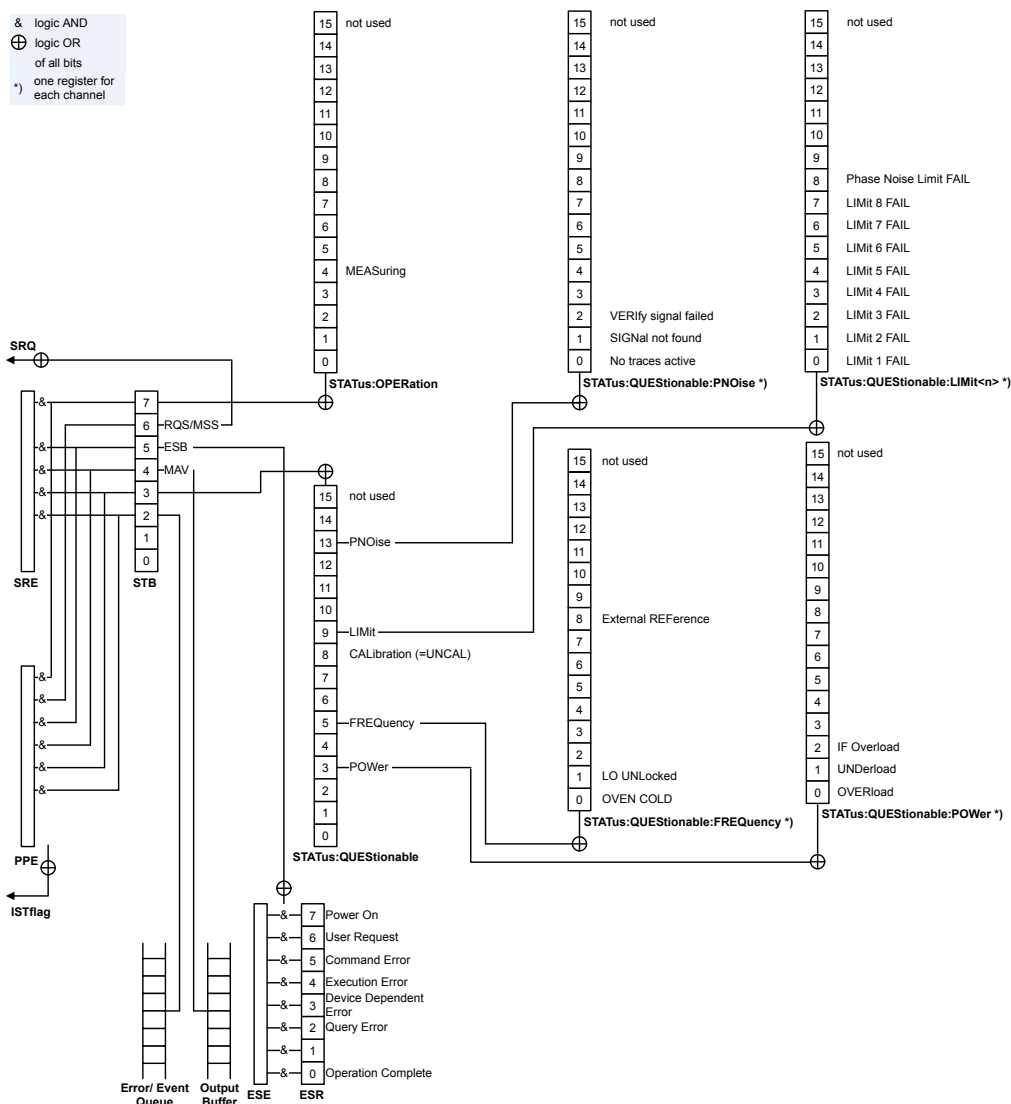 & logic AND
⊕ logic OR
of all bits
*) one register for
each channel
15 not used
14
13
12
11
10
9
8
7
6
5
4 MEASuring
3
2
1
0
STATus:OPERation
15 not used
14
13
12
11
10
9
8
7
6
5
4
3
2 VERIfy signal failed
1 SIGNal not found
0 No traces active
STATus:QUEStionable:PNOise *)
15 not used
14
13
12
11
10
9
8 Phase Noise Limit FAIL
7 LIMit 8 FAIL
6 LIMit 7 FAIL
5 LIMit 6 FAIL
4 LIMit 5 FAIL
3 LIMit 4 FAIL
2 LIMit 3 FAIL
1 LIMit 2 FAIL
0 LIMit 1 FAIL
STATus:QUEStionable:LIMit<n> *)
SRQ
&
&
&
&
&
SRE
7
6 RQS/MSS
5 ESB
4 MAV
3
2
1
0
STB
&
&
&
&
&
&
PPE
ISTflag
15 not used
14
13 PNOise
12
11
10
9 LIMit
8 CALibration (=UNCAL)
7
6
5 FREQuency
4
3 POWer
2
1
0
STATus:QUEStionable
15 not used
14
13
12
11
10
9
8 External REFerence
7
6
5
4
3
2
1 LO UNLocked
0 OVEN COLD
STATus:QUEStionable:FREQuency *)
15 not used
14
13
12
11
10
9
8
7
6
5
4
3
2 IF Overload
1 UNDerload
0 OVERload
STATus:QUEStionable:POWer *)
& 7 Power On
& 6 User Request
& 5 Command Error
& 4 Execution Error
& 3 Device Dependent
Error
& 2 Query Error
& 1
& 0 Operation Complete
Error/ Event
Queue
Output
Buffer
ESE
ESR